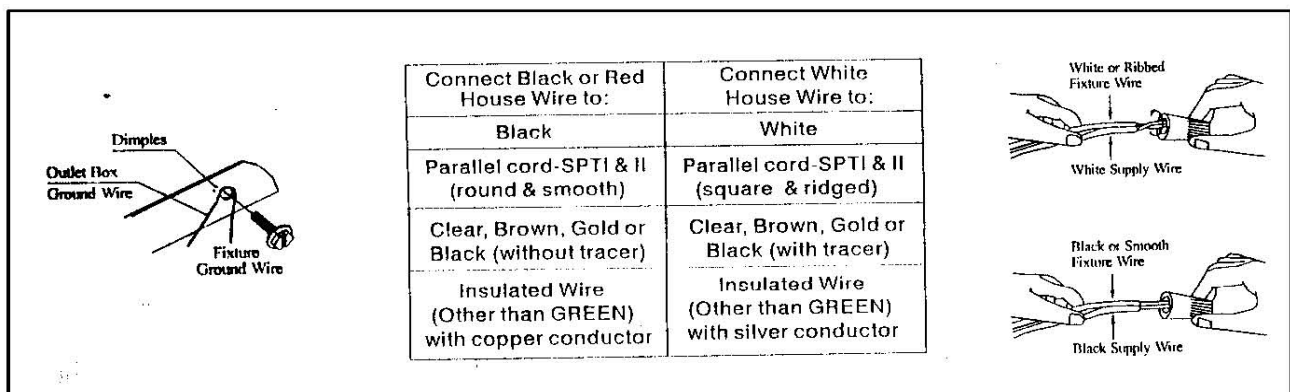 Dimples
Outlet Box
Ground Wire
Fixture
Ground Wire
Connect Black or Red
House Wire to:
Connect White
House Wire to:
Black
White
Parallel cord-SPTI & II
(round & smooth)
Parallel cord-SPTI & II
(square & ridged)
Clear, Brown, Gold or
Black (without tracer)
Clear, Brown, Gold or
Black (with tracer)
Insulated Wire
(Other than GREEN)
with copper conductor
Insulated Wire
(Other than GREEN)
with silver conductor
White or Ribbed
Fixture Wire
White Supply Wire
Black or Smooth
Fixture Wire
Black Supply Wire